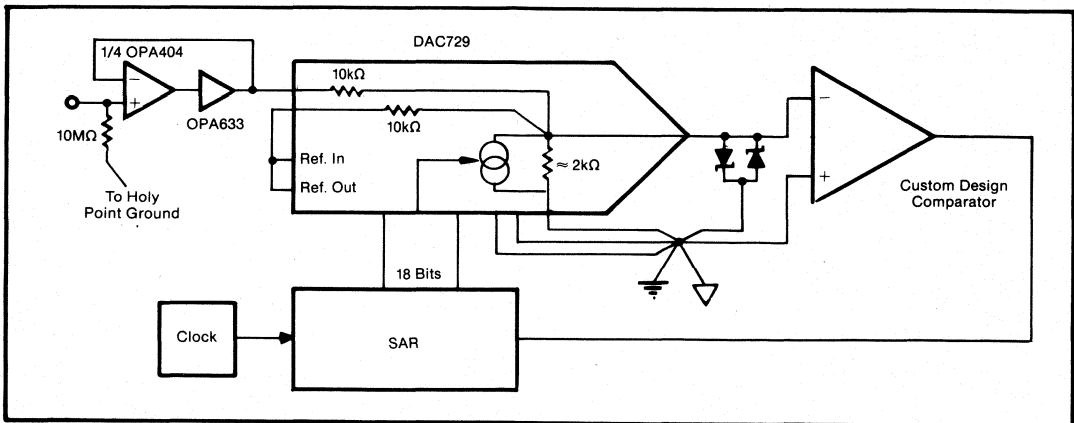 DAC729
1/4 OPA404
−
+
OPA633
10MΩ
To Holy
Point Ground
10kΩ
10kΩ
Ref. In
Ref. Out
≈ 2kΩ
−
+
Custom Design
Comparator
18 Bits
Clock
SAR